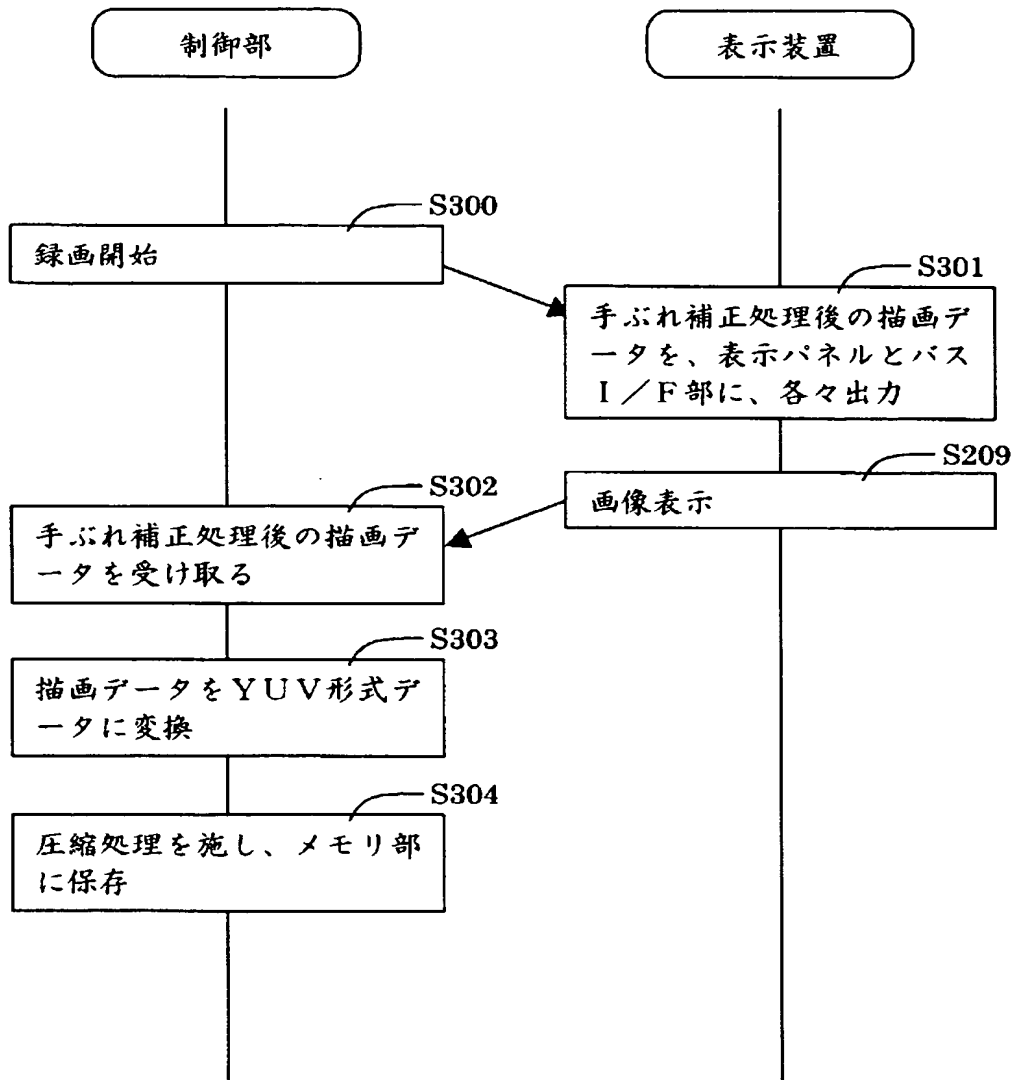 制御部
表示装置
S300
録画開始
S301
手ぶれ補正処理後の描画デ
ータを、表示パネルとバス
I／F部に、各々出力
S209
画像表示
S302
手ぶれ補正処理後の描画デ
ータを受け取る
S303
描画データをYUV形式デ
ータに変換
S304
圧縮処理を施し、メモリ部
に保存